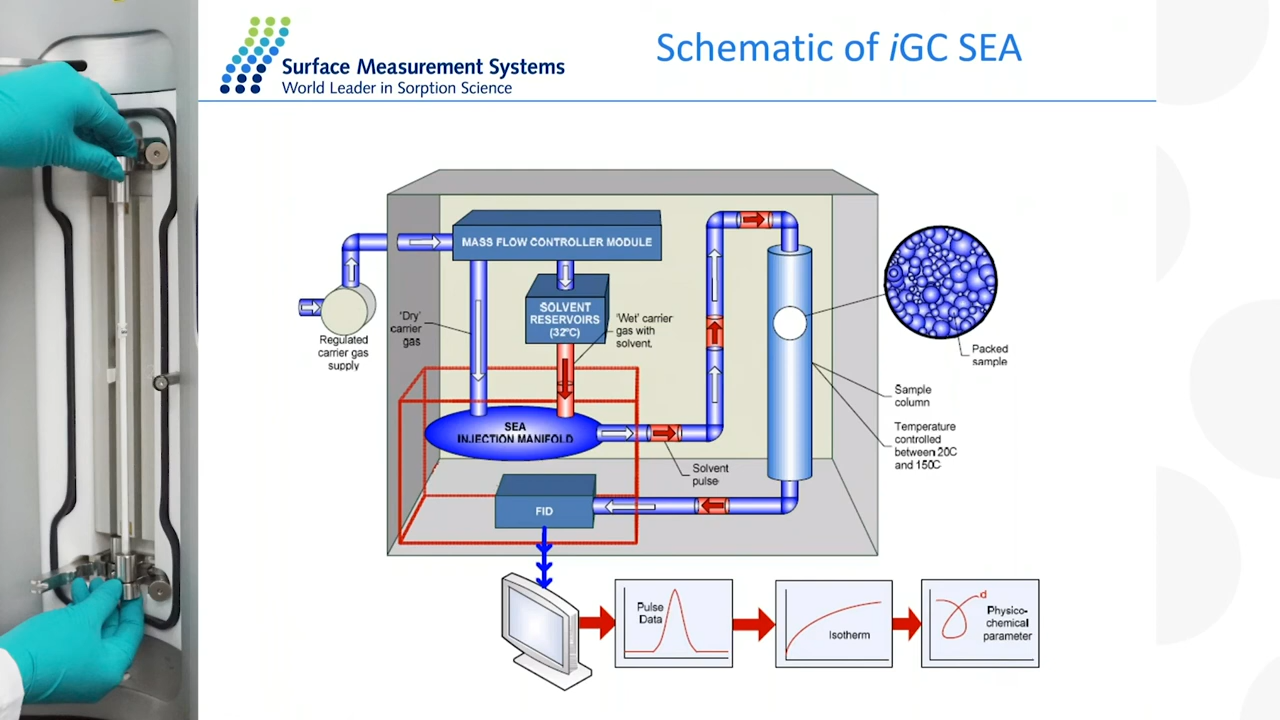 Surface Measurement Systems
World Leader in Sorption Science
Schematic of iGC SEA
MASS FLOW CONTROLLER MODULE
SOLVENT
RESERVOIRS
(32ºC)
'Dry'
carrier
gas
'Wet' carrier
gas with
solvent.
Regulated
carrier gas
supply
SEA
INJECTION MANIFOLD
Solvent
pulse
FID
Packed
sample
Sample
column
Temperature
controlled
between 20C
and 150C
Pulse
Data
Isotherm
d
Physico-
chemical
parameter